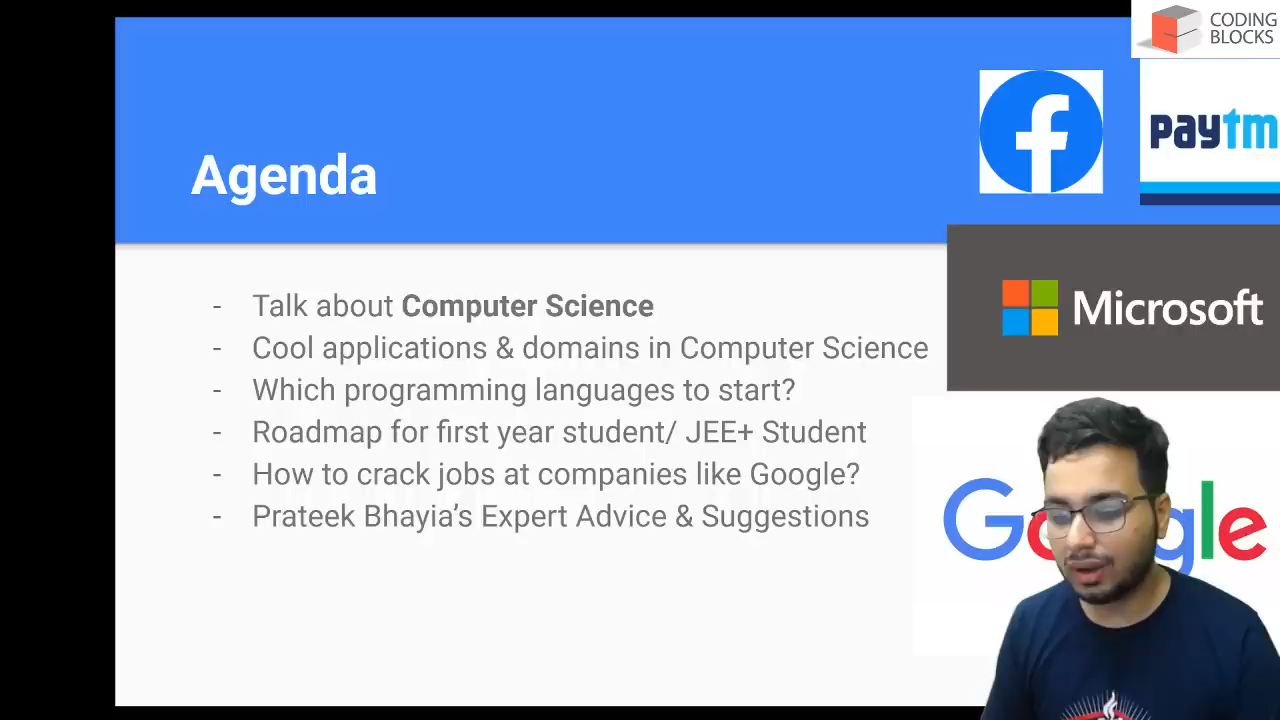 CODING
BLOCKS
paytm
Agenda
Microsoft
- Talk about Computer Science
- Cool applications & domains in Computer Science
- Which programming languages to start?
- Roadmap for first year student/ JEE+ Student
- How to crack jobs at companies like Google?
- Prateek Bhayia’s Expert Advice & Suggestions
Google